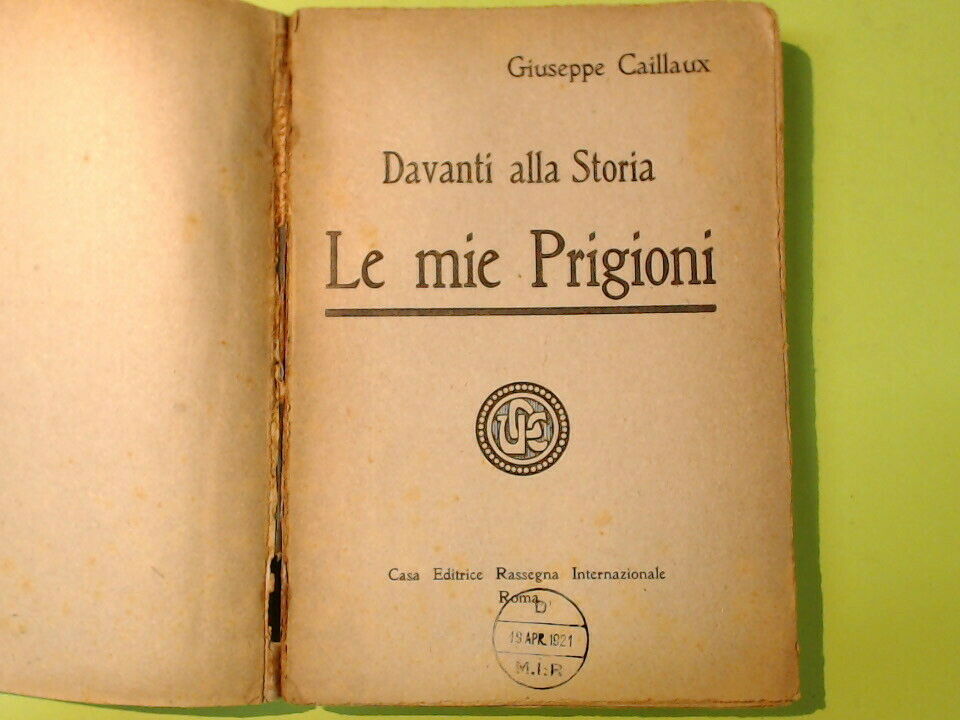 Giuseppe Caillaux
Davanti alla Storia
Le mie Prigioni
Casa Editrice Rassegna Internazionale
Roma
D
19 APR. 1921
M.I.R